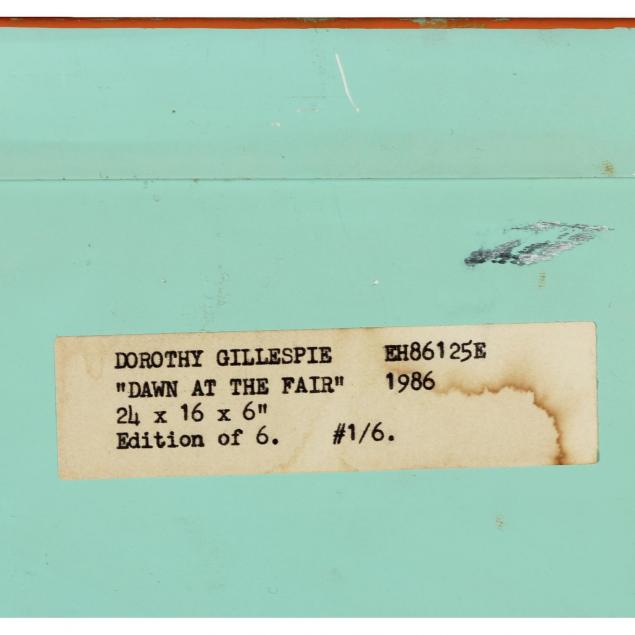 DOROTHY GILLESPIE EH86125E
"DAWN AT THE FAIR" 1986
24 x 16 x 6"
Edition of 6. #1/6.